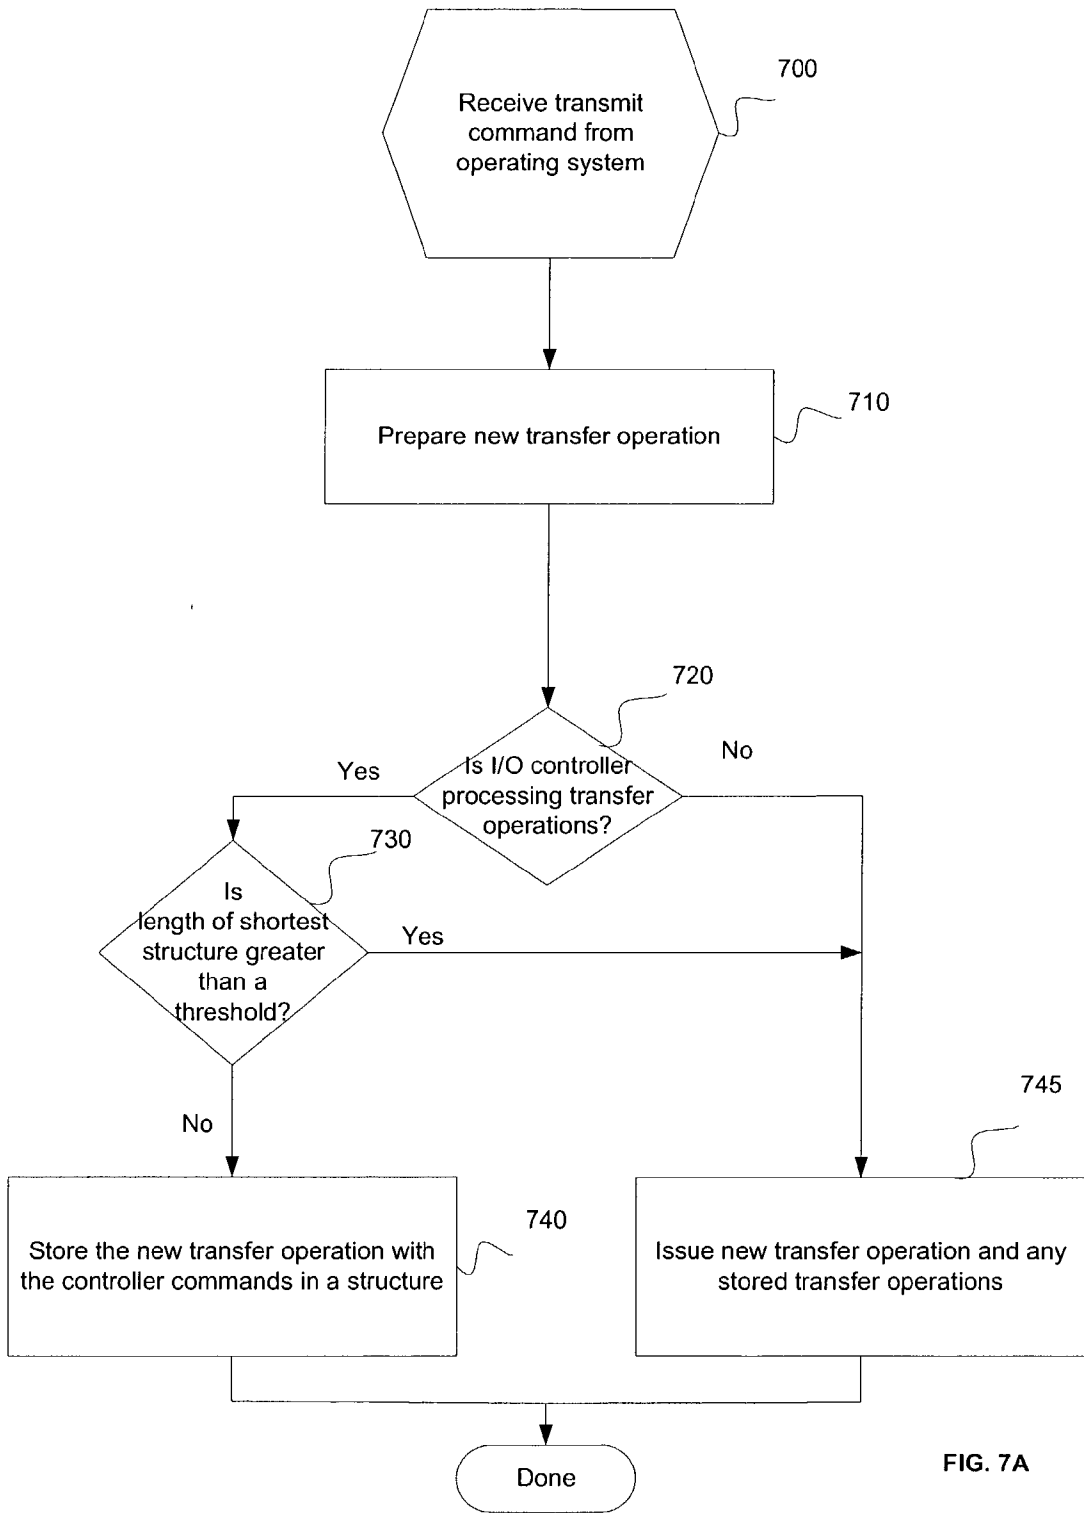 700
Receive transmit
command from
operating system
710
Prepare new transfer operation
720
Is I/O controller
processing transfer
operations?
Yes
No
730
Is
length of shortest
structure greater
than a
threshold?
Yes
No
745
740
Store the new transfer operation with
the controller commands in a structure
Issue new transfer operation and any
stored transfer operations
Done
FIG. 7A